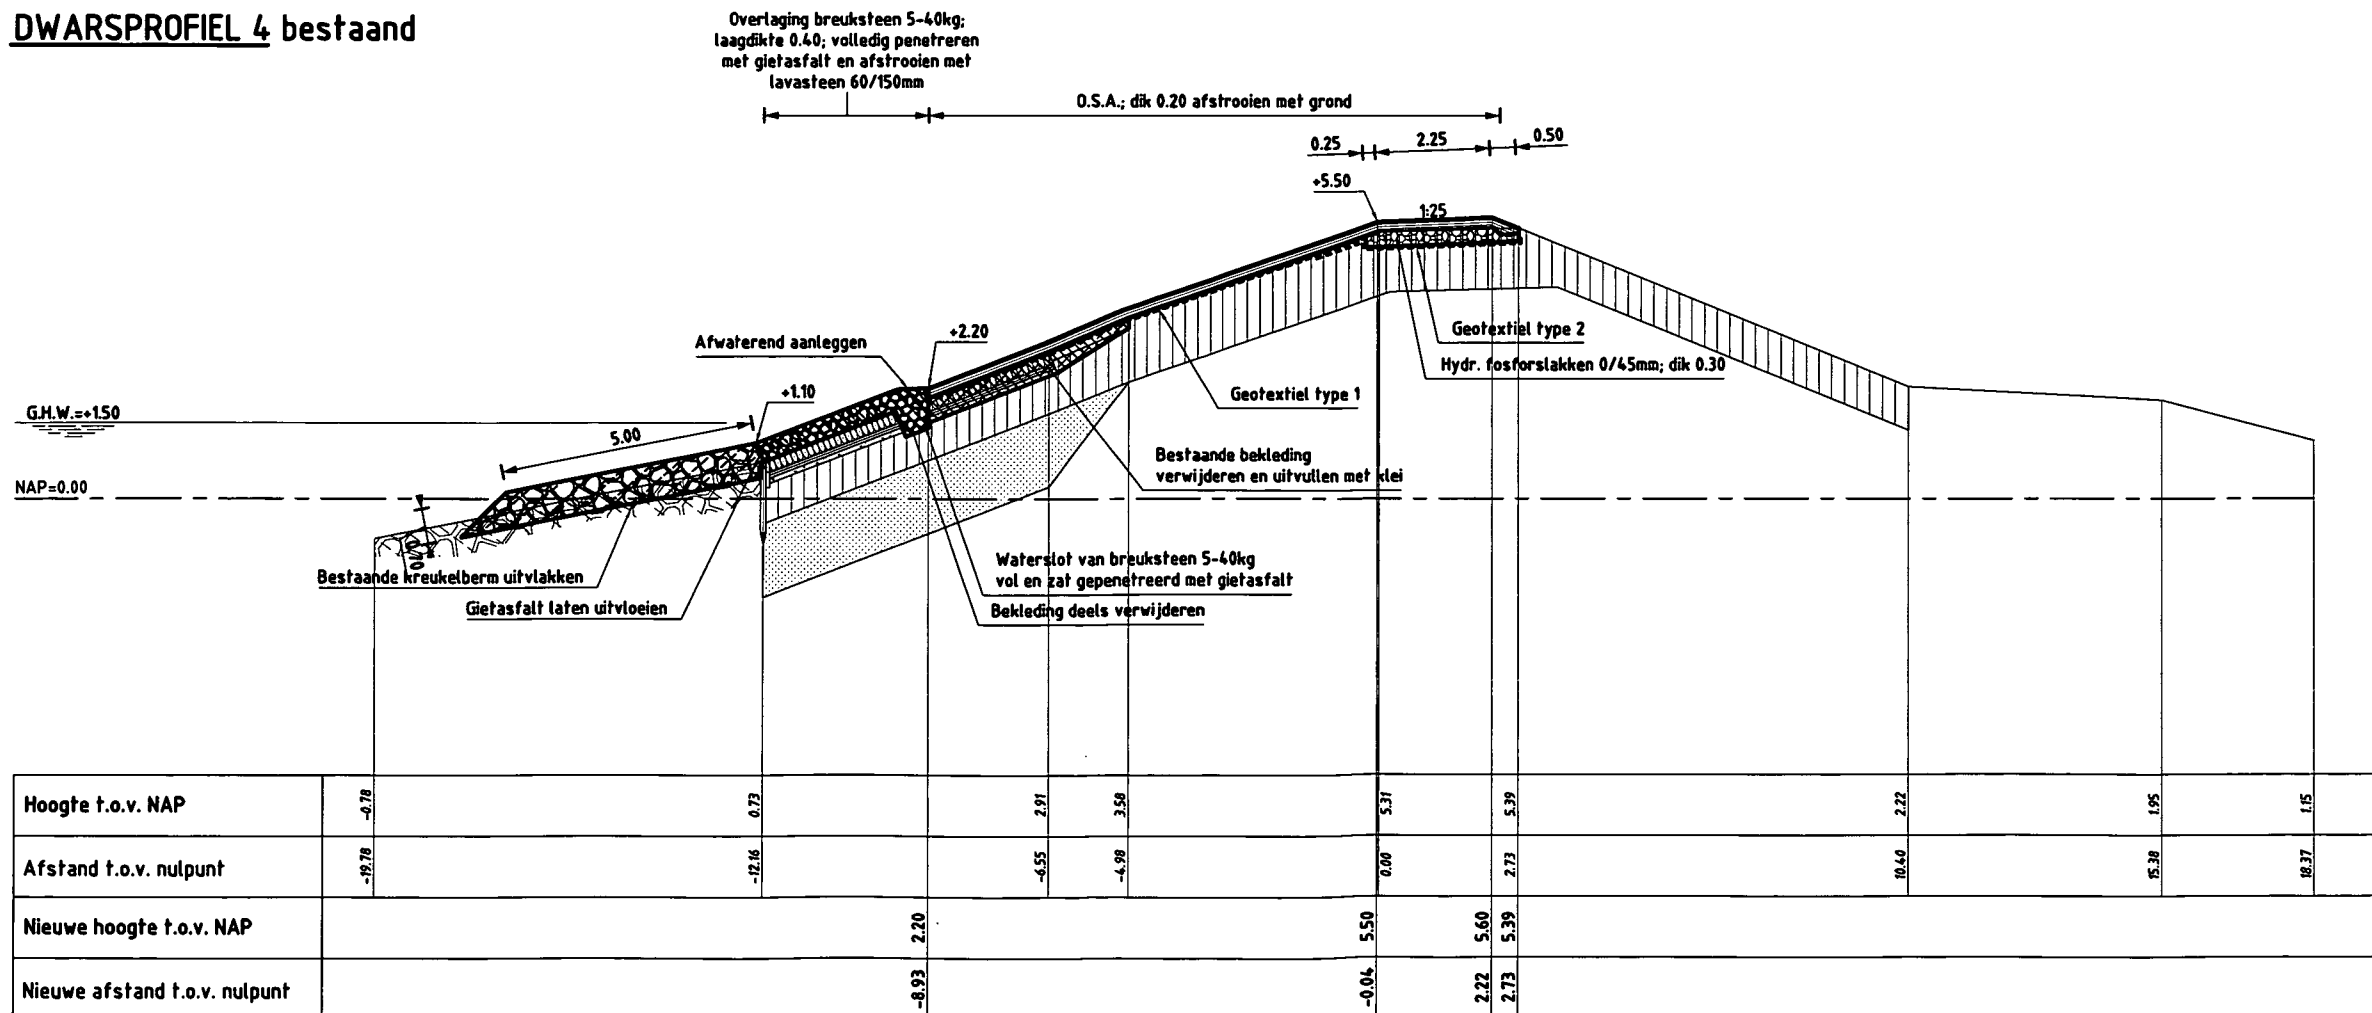 DWARSPROFIEL 4 bestaand
Overlaging breuksteen 5-40kg;
laagdikte 0.40; volledig penetreren
met gietasfalt en afstrooien met
lavasteen 60/150mm
O.S.A.; dik 0.20 afstrooien met grond
0.25
2.25
0.50
+5.50
1:25
Afwaterend aanleggen
+2.20
Geotextiel type 2
Hydr. fosforslakken 0/45mm; dik 0.30
Geotextiel type 1
+1.10
G.H.W.=+1.50
5.00
Bestaande bekleding
verwijderen en uitvullen met klei
NAP=0.00
0.70
Waterslot van breuksteen 5-40kg
vol en zat gepenetreerd met gietasfalt
Bestaande kreukelberm uitvlakken
Gietasfalt laten uitvloeien
Bekleding deels verwijderen
Hoogte t.o.v. NAP -0.78 0.73 2.91 3.58 5.31 5.39 2.22 1.95 1.15
Afstand t.o.v. nulpunt -19.78 -12.16 -6.55 -4.98 0.00 2.73 10.40 15.38 18.37
Nieuwe hoogte t.o.v. NAP 2.20 5.50 5.60 5.39
Nieuwe afstand t.o.v. nulpunt -8.93 -0.04 2.22 2.73